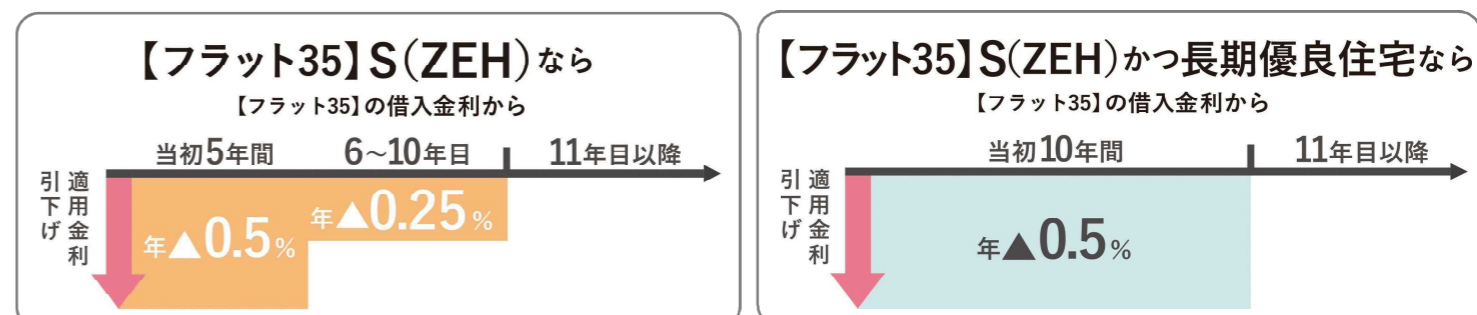 【フラット35】S(ZEH)なら
【フラット35】の借入金利から
当初5年間
6～10年目
11年目以降
適用金利
引下げ
年▲0.5%
年▲0.25%
【フラット35】S(ZEH)かつ長期優良住宅なら
【フラット35】の借入金利から
当初10年間
11年目以降
適用金利
引下げ
年▲0.5%